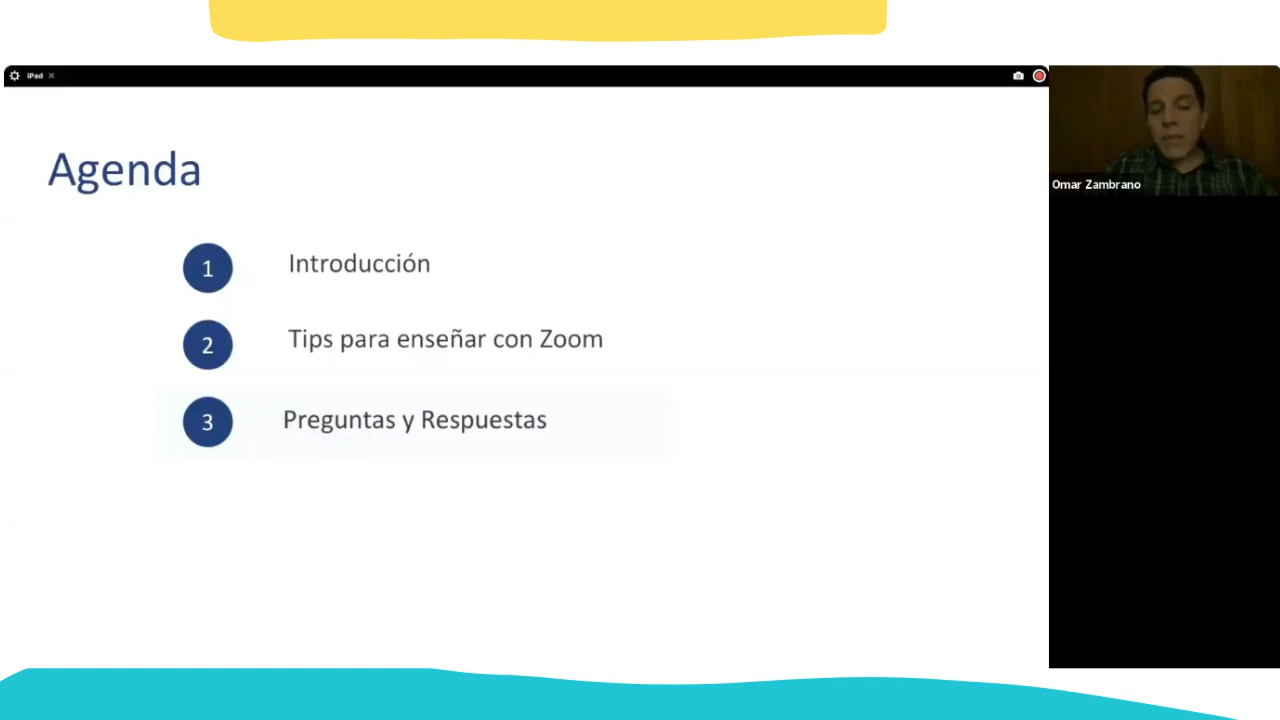 iPad
Agenda
1 Introducción
2 Tips para enseñar con Zoom
3 Preguntas y Respuestas
Omar Zambrano